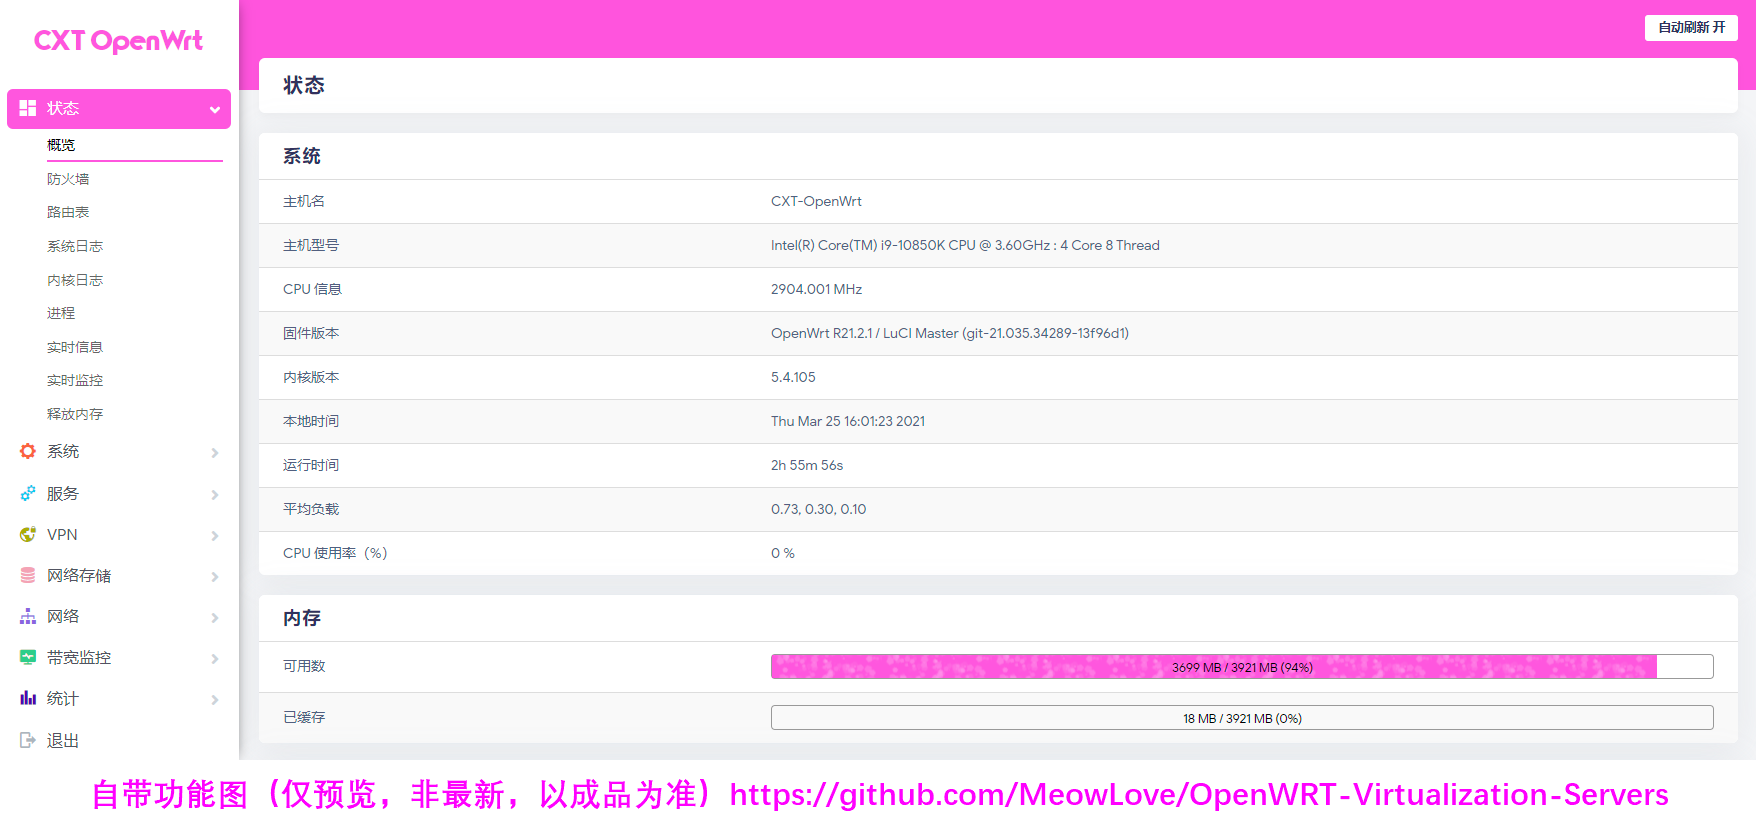 CXT OpenWrt
自动刷新 开
状态
概览
防火墙
路由表
系统日志
内核日志
进程
实时信息
实时监控
释放内存
系统
服务
VPN
网络存储
网络
带宽监控
统计
退出
状态
系统
主机名 CXT-OpenWrt
主机型号 Intel(R) Core(TM) i9-10850K CPU @ 3.60GHz : 4 Core 8 Thread
CPU 信息 2904.001 MHz
固件版本 OpenWrt R21.2.1 / LuCI Master (git-21.035.34289-13f96d1)
内核版本 5.4.105
本地时间 Thu Mar 25 16:01:23 2021
运行时间 2h 55m 56s
平均负载 0.73, 0.30, 0.10
CPU 使用率（%） 0 %
内存
可用数 3699 MB / 3921 MB (94%)
已缓存 18 MB / 3921 MB (0%)
自带功能图（仅预览，非最新，以成品为准）https://github.com/MeowLove/OpenWRT-Virtualization-Servers